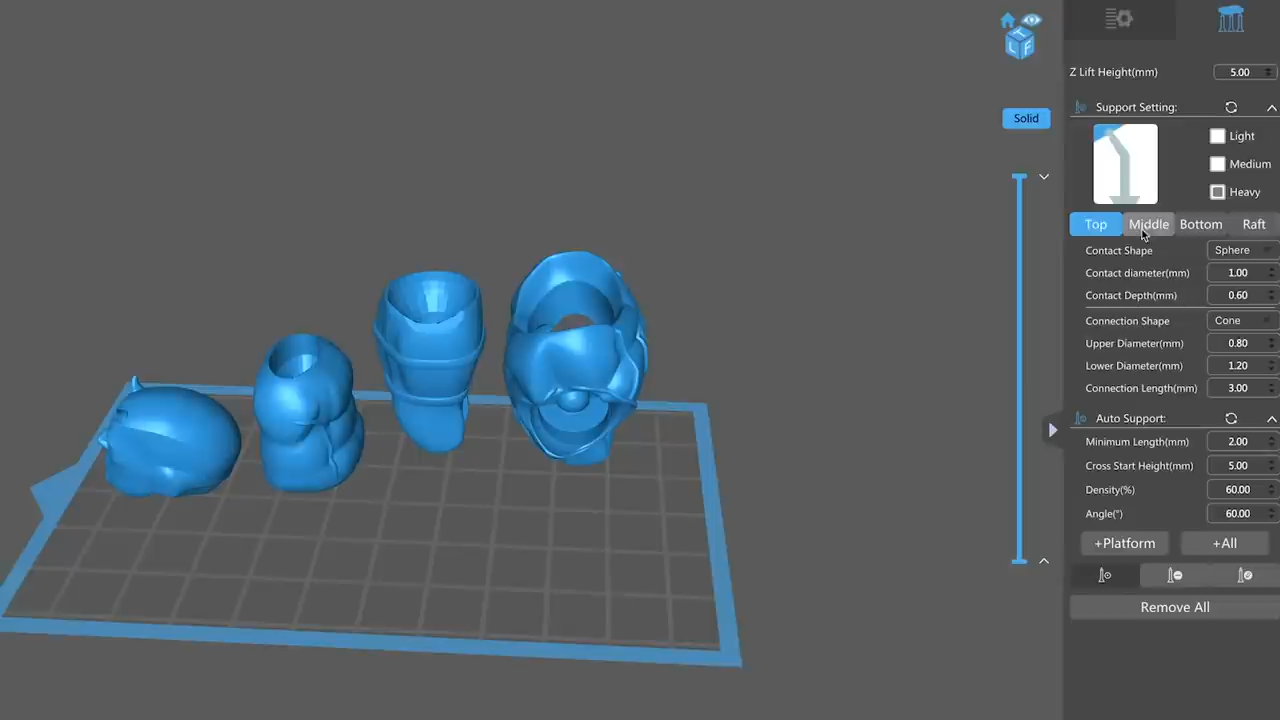 Z Lift Height(mm) 5.00
Solid
Support Setting:
Light
Medium
Heavy
Top Middle Bottom Raft
Contact Shape Sphere
Contact diameter(mm) 1.00
Contact Depth(mm) 0.60
Connection Shape Cone
Upper Diameter(mm) 0.80
Lower Diameter(mm) 1.20
Connection Length(mm) 3.00
Auto Support:
Minimum Length(mm) 2.00
Cross Start Height(mm) 5.00
Density(%) 60.00
Angle(°) 60.00
+Platform +All
Remove All
T
L F